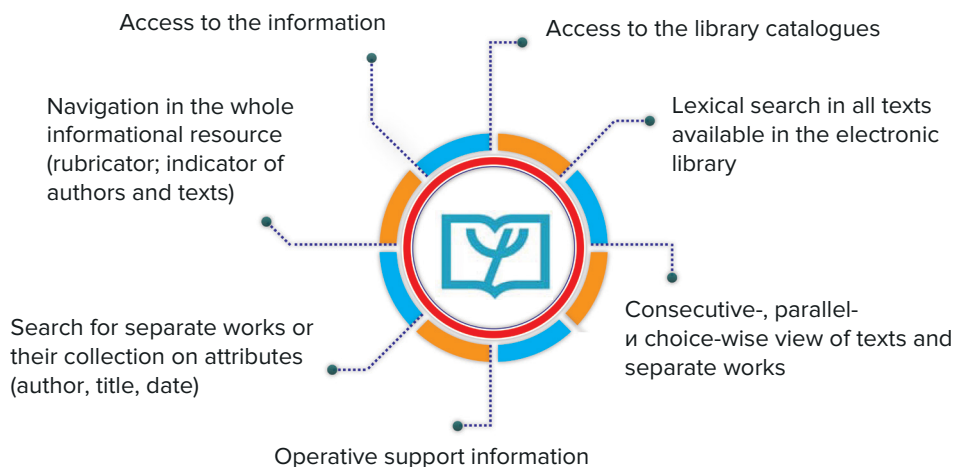 Access to the information
Access to the library catalogues
Navigation in the whole
informational resource
(rubricator; indicator of
authors and texts)
Lexical search in all texts
available in the electronic
library
Search for separate works or
their collection on attributes
(author, title, date)
Consecutive-, parallel-
и choice-wise view of texts and
separate works
Operative support information